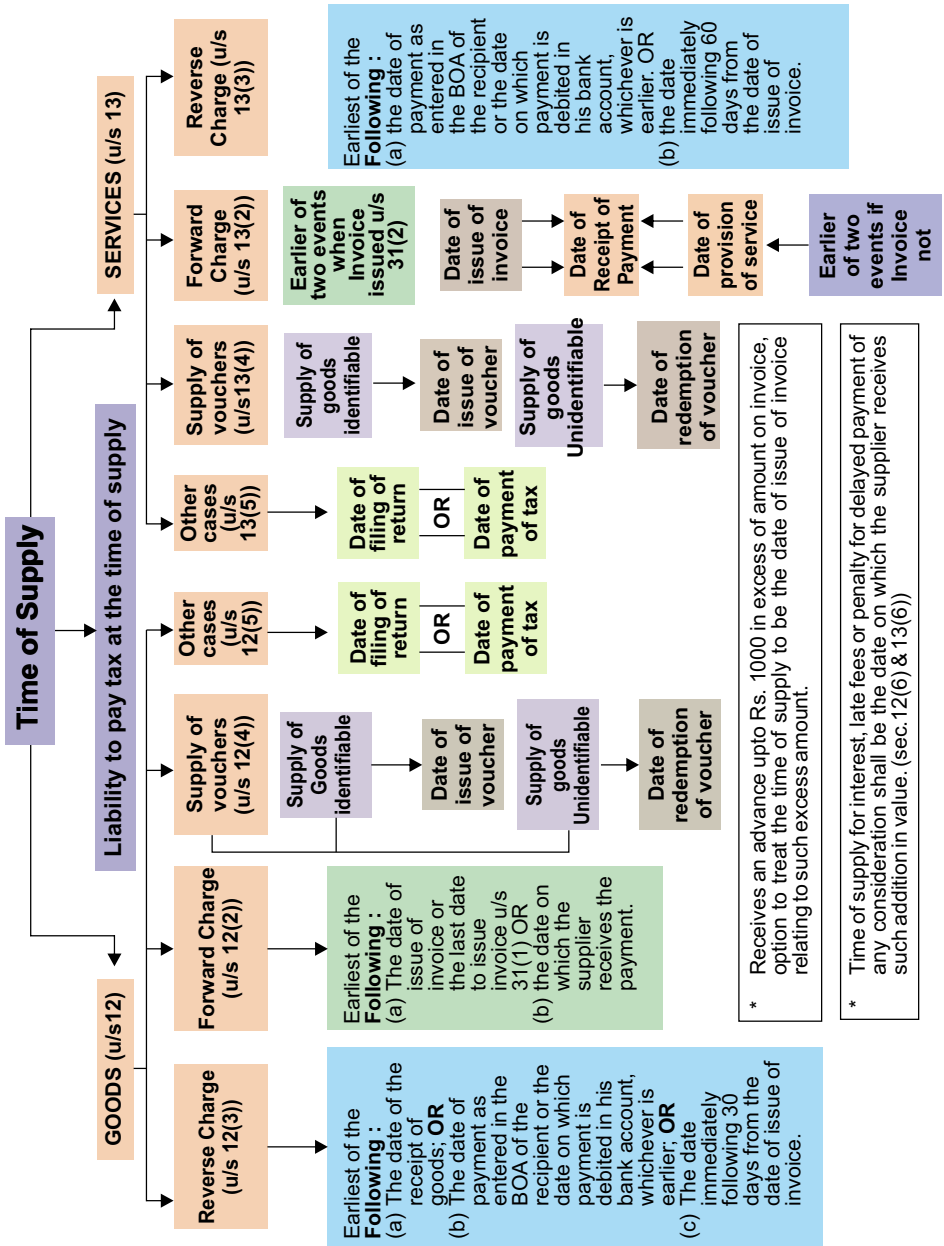 Time of Supply
Liability to pay tax at the time of supply
GOODS (u/s12)
SERVICES (u/s 13)
Reverse Charge
(u/s 12(3))
Forward Charge
(u/s 12(2))
Supply of
vouchers
(u/s 12(4))
Other
cases (u/s
12(5))
Other
cases (u/s
13(5))
Supply of
vouchers
(u/s13(4))
Forward
Charge
(u/s 13(2))
Reverse
Charge (u/s
13(3))
Earliest of the
Following :
(a) The date of the
receipt of
goods; OR
(b) The date of
payment as
entered in the
BOA of the
recipient or the
date on which
payment is
debited in his
bank account,
whichever is
earlier; OR
(c) The date
immediately
following 30
days from the
date of issue of
invoice.
Earliest of the
Following :
(a) The date of
issue of
invoice or
the last date
to issue
invoice u/s
31(1) OR
(b) the date on
which the
supplier
receives the
payment.
Supply of
Goods
identifiable
Date of
issue of
voucher
Supply of
goods
Unidentifiable
Date of
redemption
of voucher
Date of
filing of
return
OR
Date of
payment
of tax
Date of
filing of
return
OR
Date of
payment
of tax
Supply of
goods
identifiable
Date of
issue of
voucher
Supply of
goods
Unidentifiable
Date of
redemption
of voucher
Earlier of
two events
when
Invoice
issued u/s
31(2)
Date of
issue of
invoice
Date of
Receipt of
Payment
Date of
provision
of service
Earlier
of two
events if
Invoice
not
Earliest of the
Following :
(a) the date of
payment as
entered in
the BOA of
the recipient
or the date
on which
payment is
debited in
his bank
account,
whichever is
earlier. OR
(b) the date
immediately
following 60
days from
the date of
issue of
invoice.
* Receives an advance upto Rs. 1000 in excess of amount on invoice,
option to treat the time of supply to be the date of issue of invoice
relating to such excess amount.
* Time of supply for interest, late fees or penalty for delayed payment of
any consideration shall be the date on which the supplier receives
such addition in value. (sec.12(6) & 13(6))